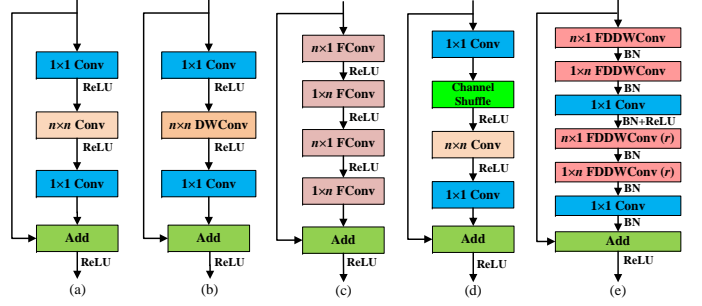 1×1 Conv
ReLU
n×n Conv
ReLU
1×1 Conv
Add
ReLU
(a)
1×1 Conv
ReLU
n×n DWConv
ReLU
1×1 Conv
Add
ReLU
(b)
n×1 FConv
ReLU
1×n FConv
ReLU
n×1 FConv
ReLU
1×n FConv
Add
ReLU
(c)
1×1 Conv
ReLU
Channel
Shuffle
n×n Conv
ReLU
1×1 Conv
Add
ReLU
(d)
n×1 FDDWConv
BN
1×n FDDWConv
BN
1×1 Conv
BN+ReLU
n×1 FDDWConv (r)
BN
1×n FDDWConv (r)
BN
1×1 Conv
BN
Add
ReLU
(e)